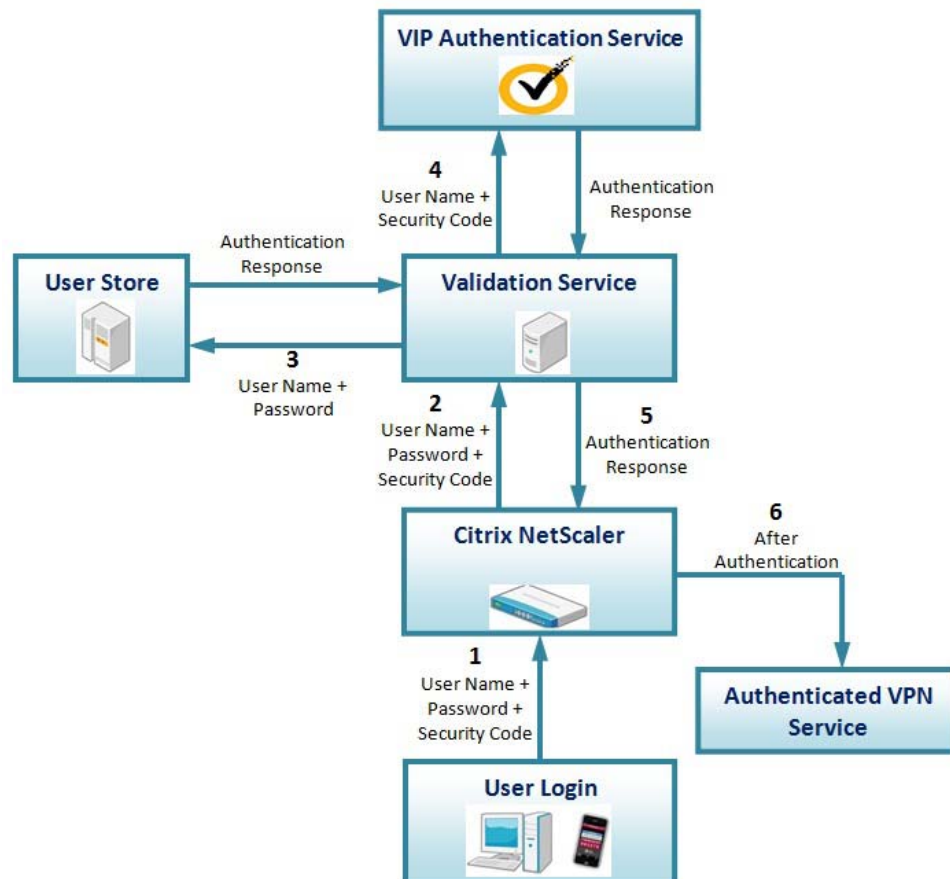 VIP Authentication Service
4
User Name +
Security Code
Authentication
Response
Authentication
Response
User Store
Validation Service
3
User Name +
Password
2
User Name +
Password +
Security Code
5
Authentication
Response
Citrix NetScaler
6
After
Authentication
1
User Name +
Password +
Security Code
Authenticated VPN
Service
User Login